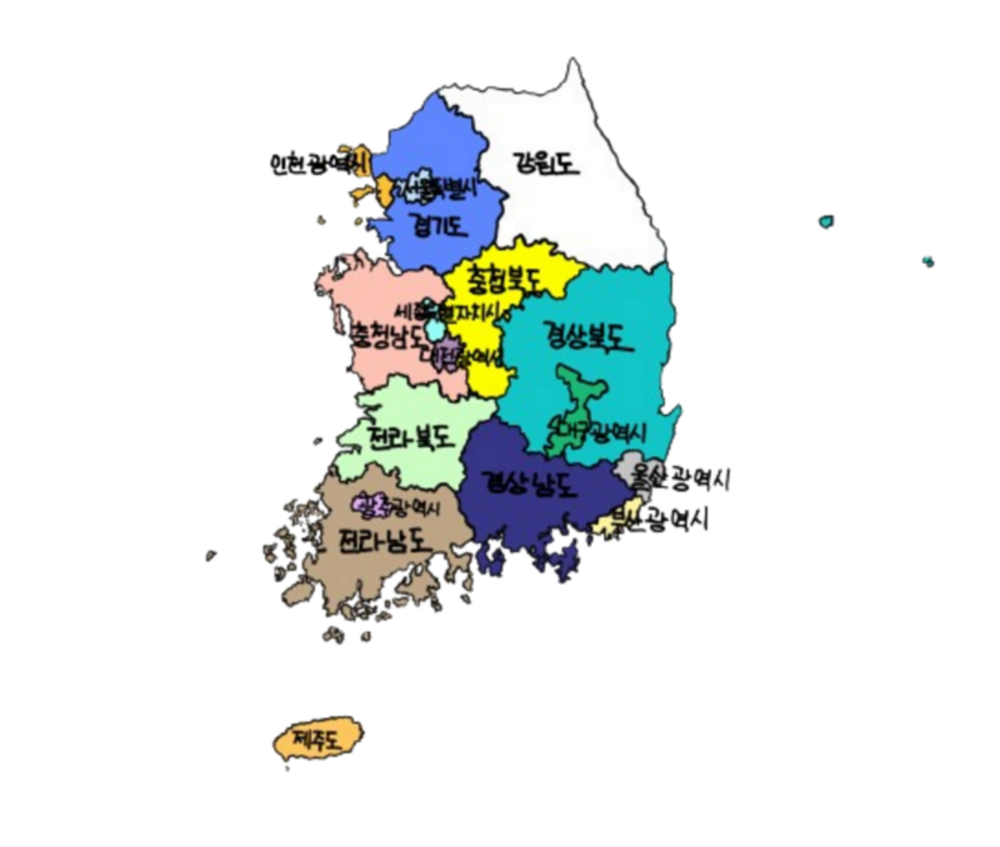 인천광역시
강원도
서울특별시
경기도
충청북도
세종특별자치시
충청남도
경상북도
대전광역시
대구광역시
전라북도
울산광역시
경상남도
광주광역시
부산광역시
전라남도
제주도